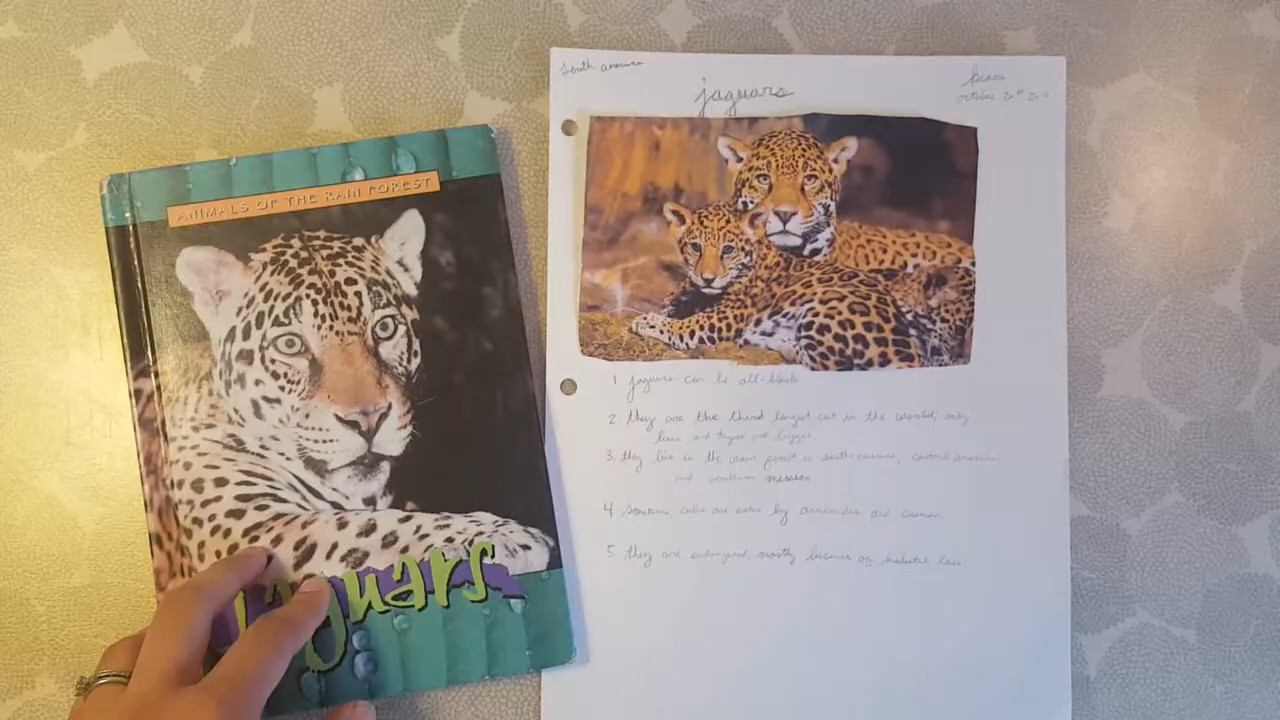 ANIMALS OF THE RAIN FOREST
Jaguars
South america
jaguars
october 20th
1 Jaguars can be all-black
2 they are the third largest cat in the world, only
lions and tigers are bigger
3. they live in the rain forest in south america, central america
and southern mexico
4 Sometimes cubs are eaten by anacondas and caiman
5. they are endangered, mostly because of habitat loss